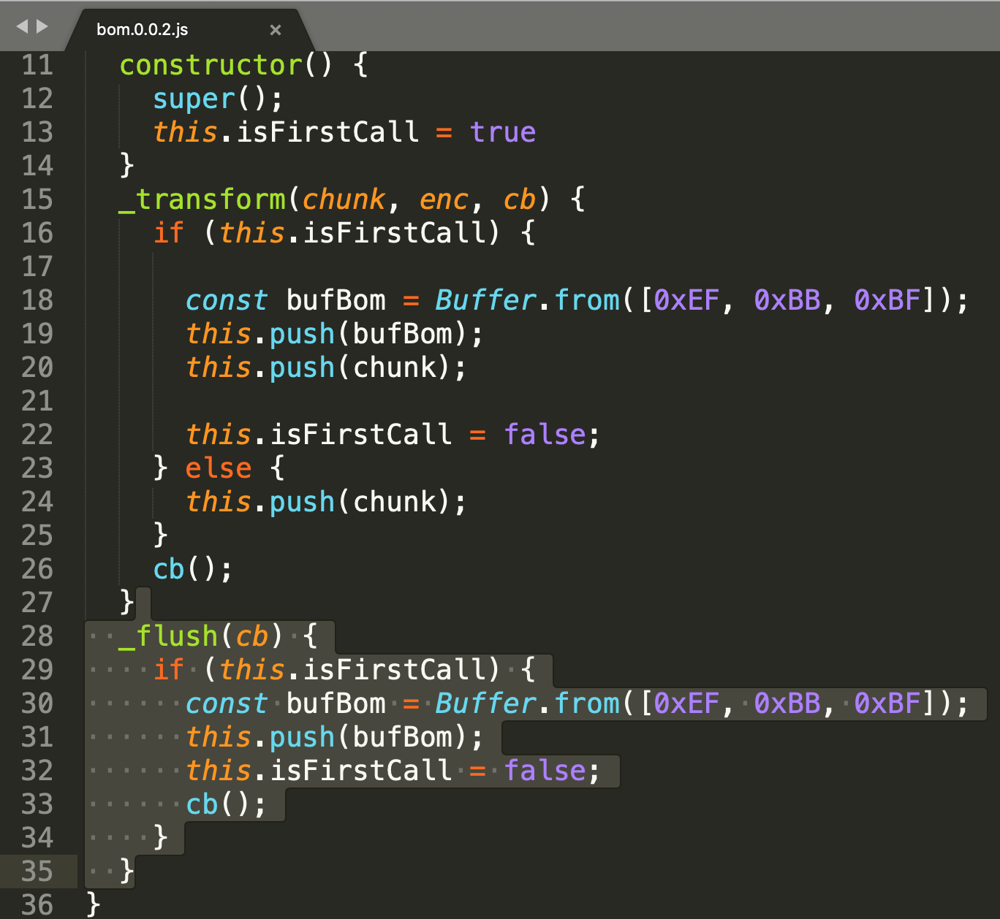 bom.0.0.2.js ×
11 constructor() {
12 super();
13 this.isFirstCall = true
14 }
15 _transform(chunk, enc, cb) {
16 if (this.isFirstCall) {
17
18 const bufBom = Buffer.from([0xEF, 0xBB, 0xBF]);
19 this.push(bufBom);
20 this.push(chunk);
21
22 this.isFirstCall = false;
23 } else {
24 this.push(chunk);
25 }
26 cb();
27 }
28 _flush(cb) {
29 if (this.isFirstCall) {
30 const bufBom = Buffer.from([0xEF, 0xBB, 0xBF]);
31 this.push(bufBom);
32 this.isFirstCall = false;
33 cb();
34 }
35 }
36 }